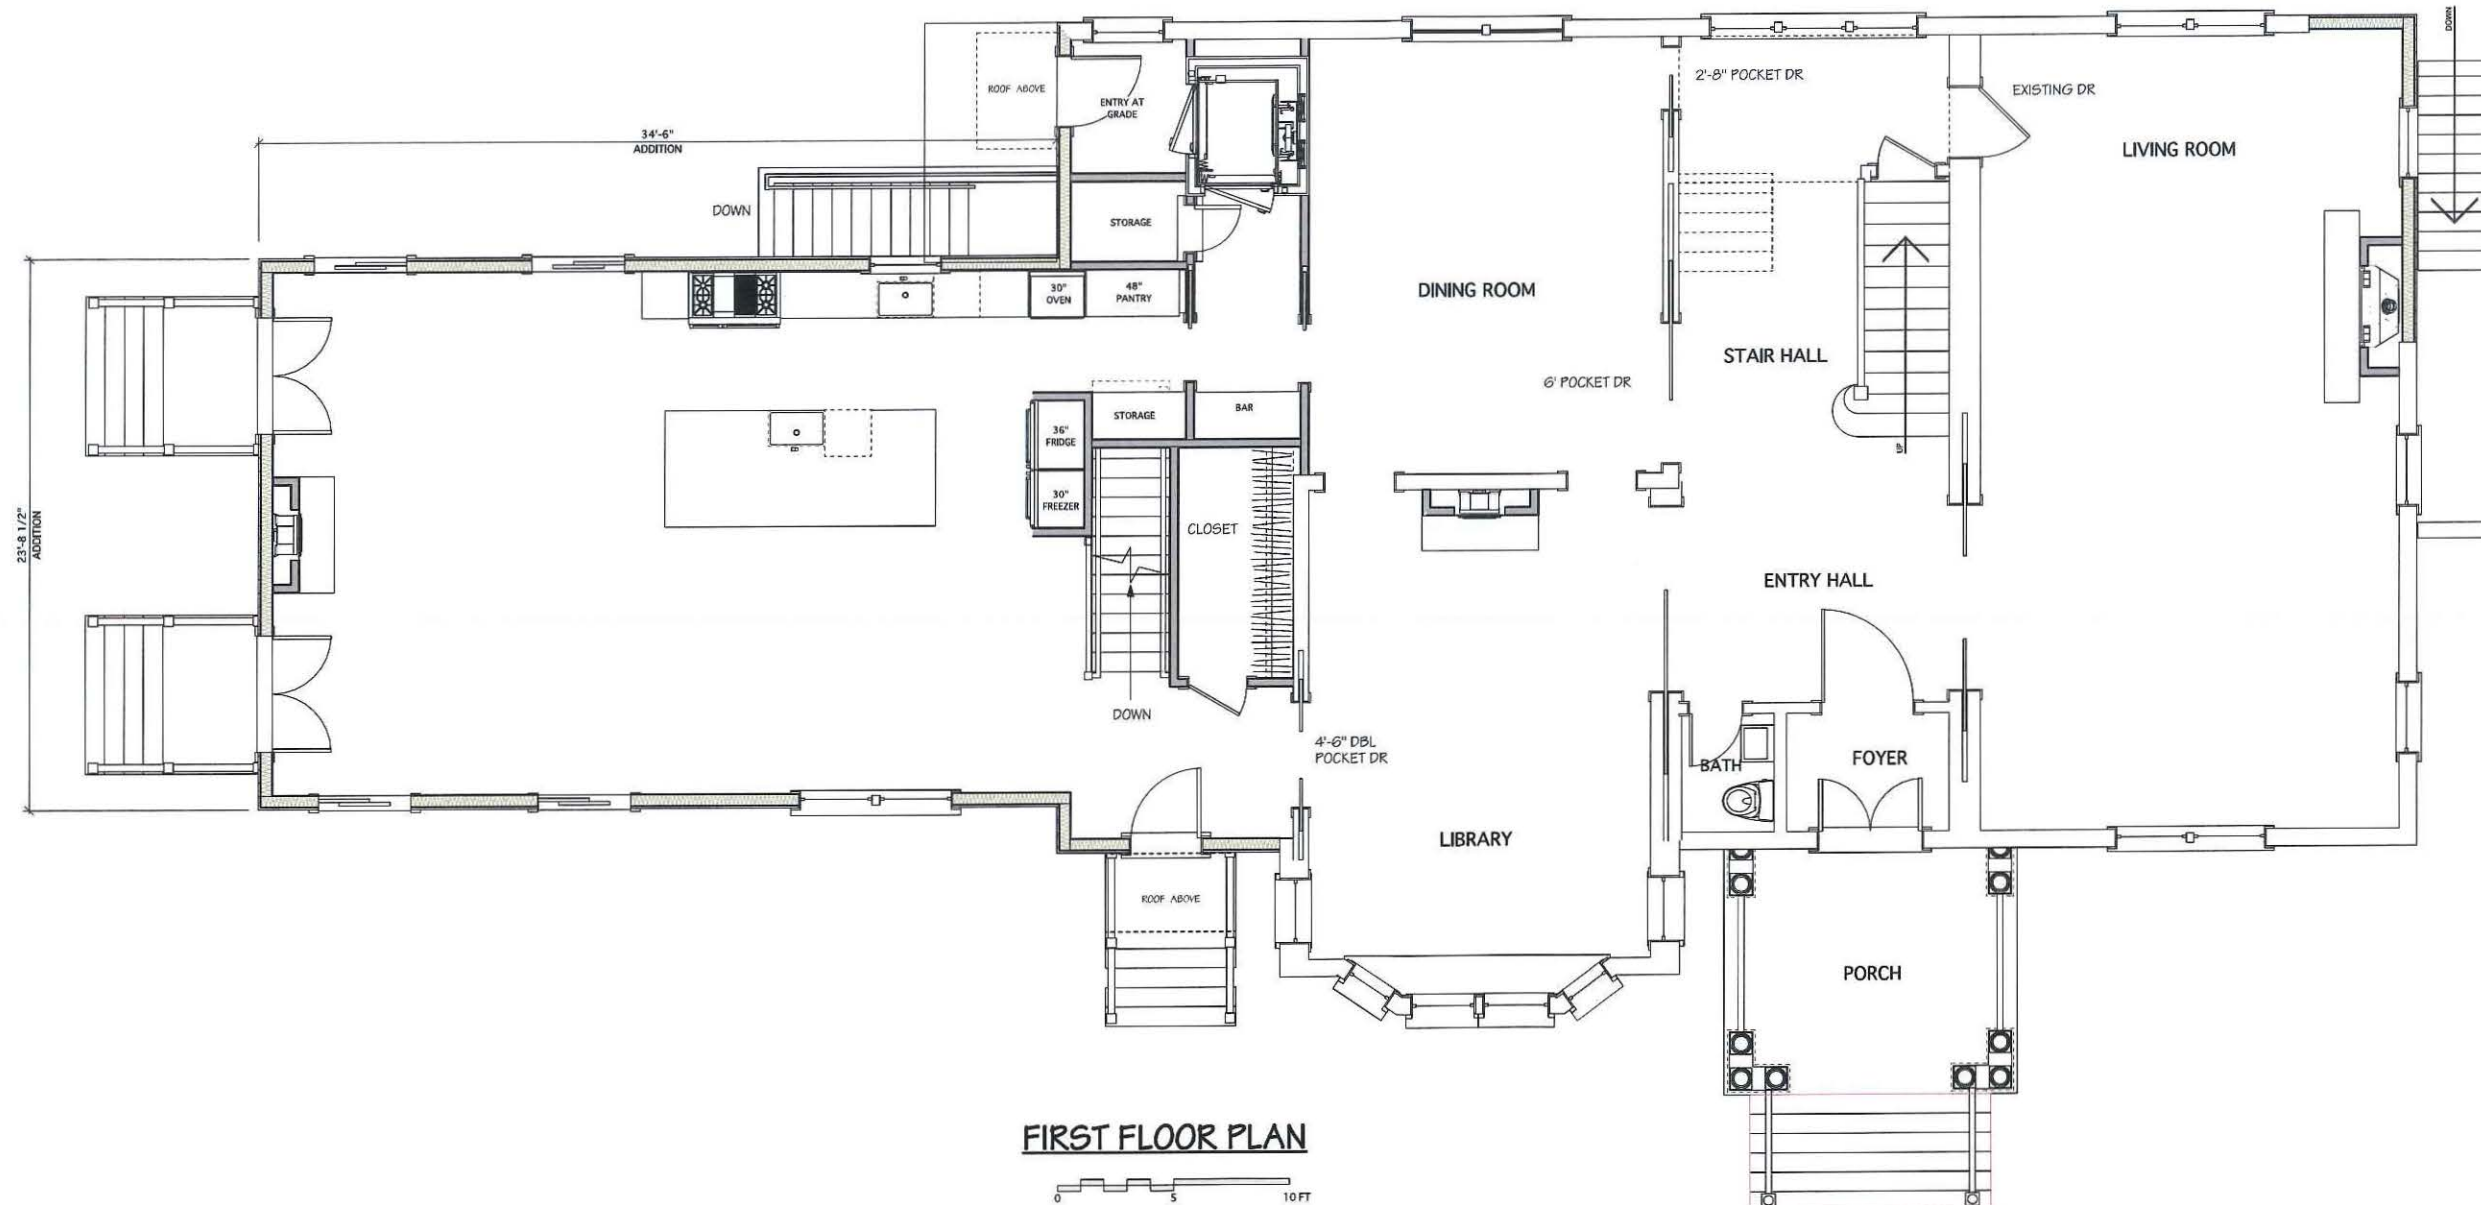 DOWN
2'-8" POCKET DR
EXISTING DR
ROOF ABOVE
ENTRY AT
GRADE
34'-6"
ADDITION
LIVING ROOM
DOWN
STORAGE
30"
OVEN
48"
PANTRY
DINING ROOM
STAIR HALL
6' POCKET DR
STORAGE
BAR
36"
FRIDGE
UP
30"
FREEZER
CLOSET
23'-8 1/2"
ADDITION
ENTRY HALL
DOWN
4'-6" DBL
POCKET DR
BATH
FOYER
LIBRARY
ROOF ABOVE
PORCH
FIRST FLOOR PLAN
0 5 10 FT